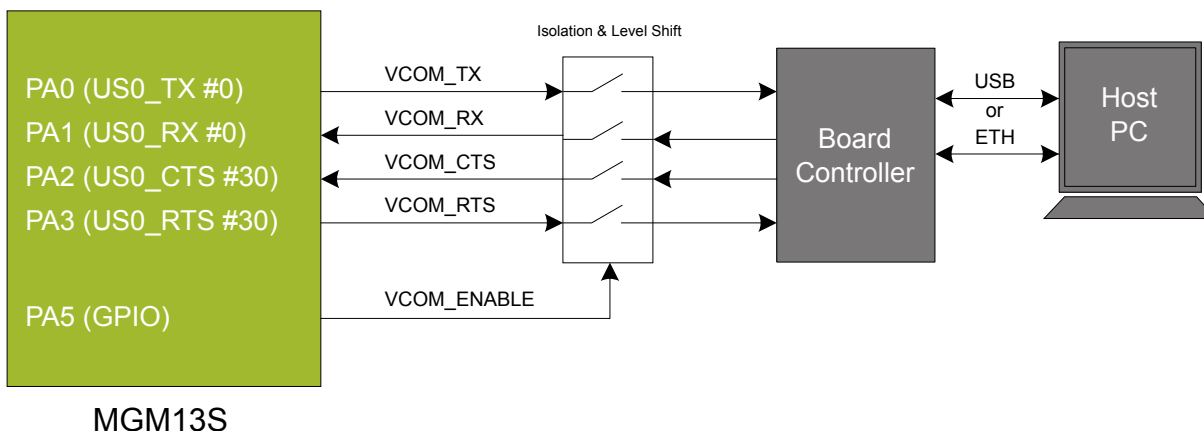 Isolation & Level Shift
PA0 (US0_TX #0)
PA1 (US0_RX #0)
PA2 (US0_CTS #30)
PA3 (US0_RTS #30)
PA5 (GPIO)
MGM13S
VCOM_TX
VCOM_RX
VCOM_CTS
VCOM_RTS
VCOM_ENABLE
Board
Controller
USB
or
ETH
Host
PC